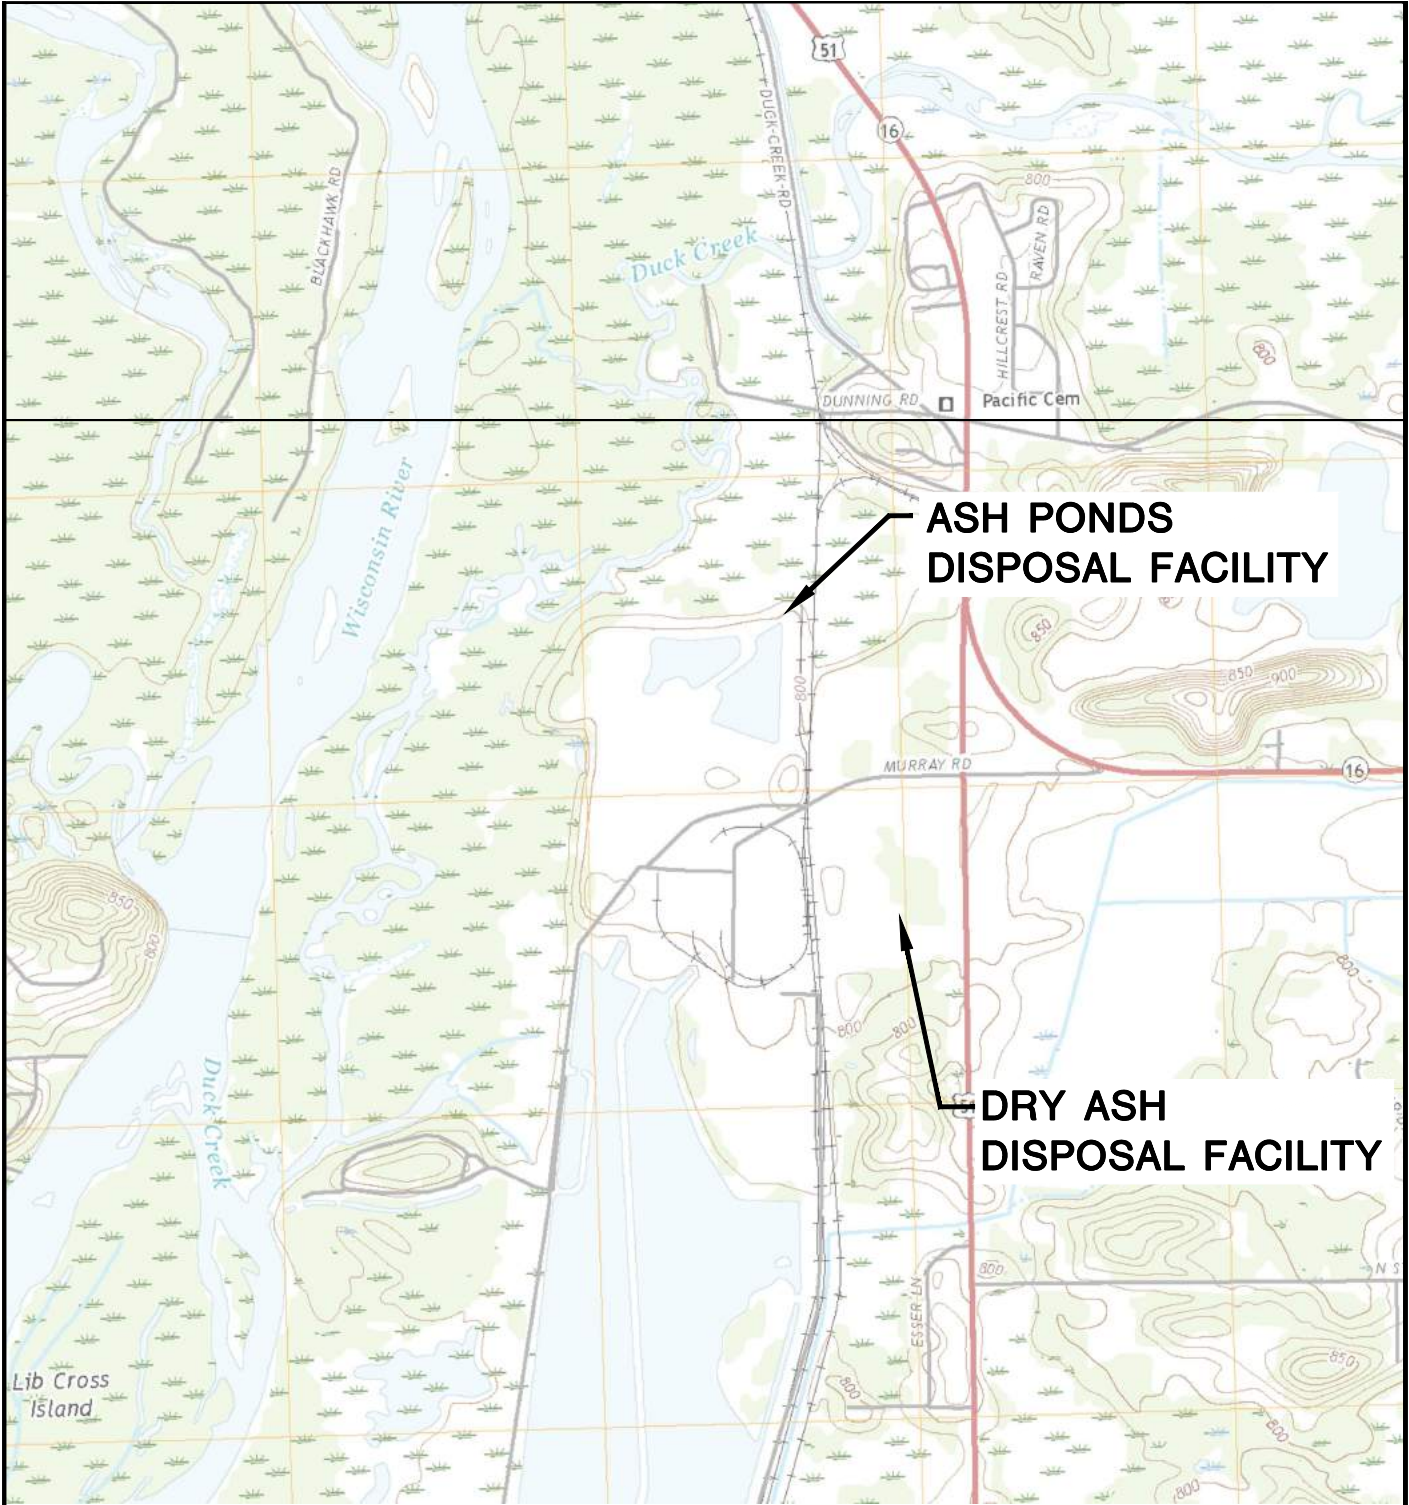 51
DUCK-CREEK-RD
16
BLACKHAWK RD
800
RAVEN RD
Duck Creek
HILLCREST RD
800
DUNNING RD
Pacific Cem
Wisconsin River
ASH PONDS
DISPOSAL FACILITY
850
850
900
800
MURRAY RD
16
850
800
800
800
800
Duck Creek
DRY ASH
DISPOSAL FACILITY
800
N S
ESSER LN
850
Lib Cross
Island
800
800
800